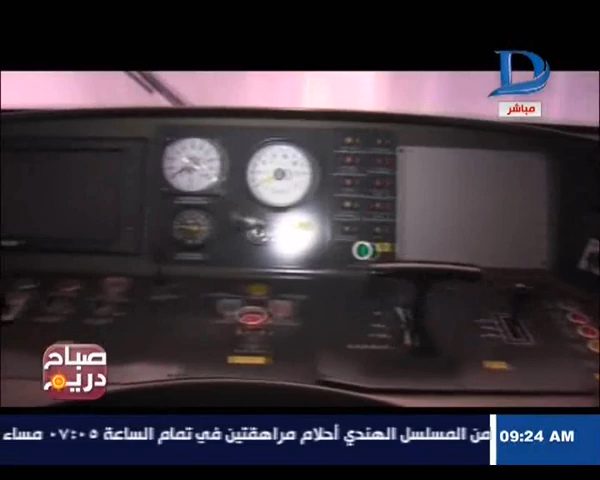 مباشر
صباح
دريم
من المسلسل الهندي أحلام مراهقتين في تمام الساعة ٠٧:٠٥ مساء
09:24 AM